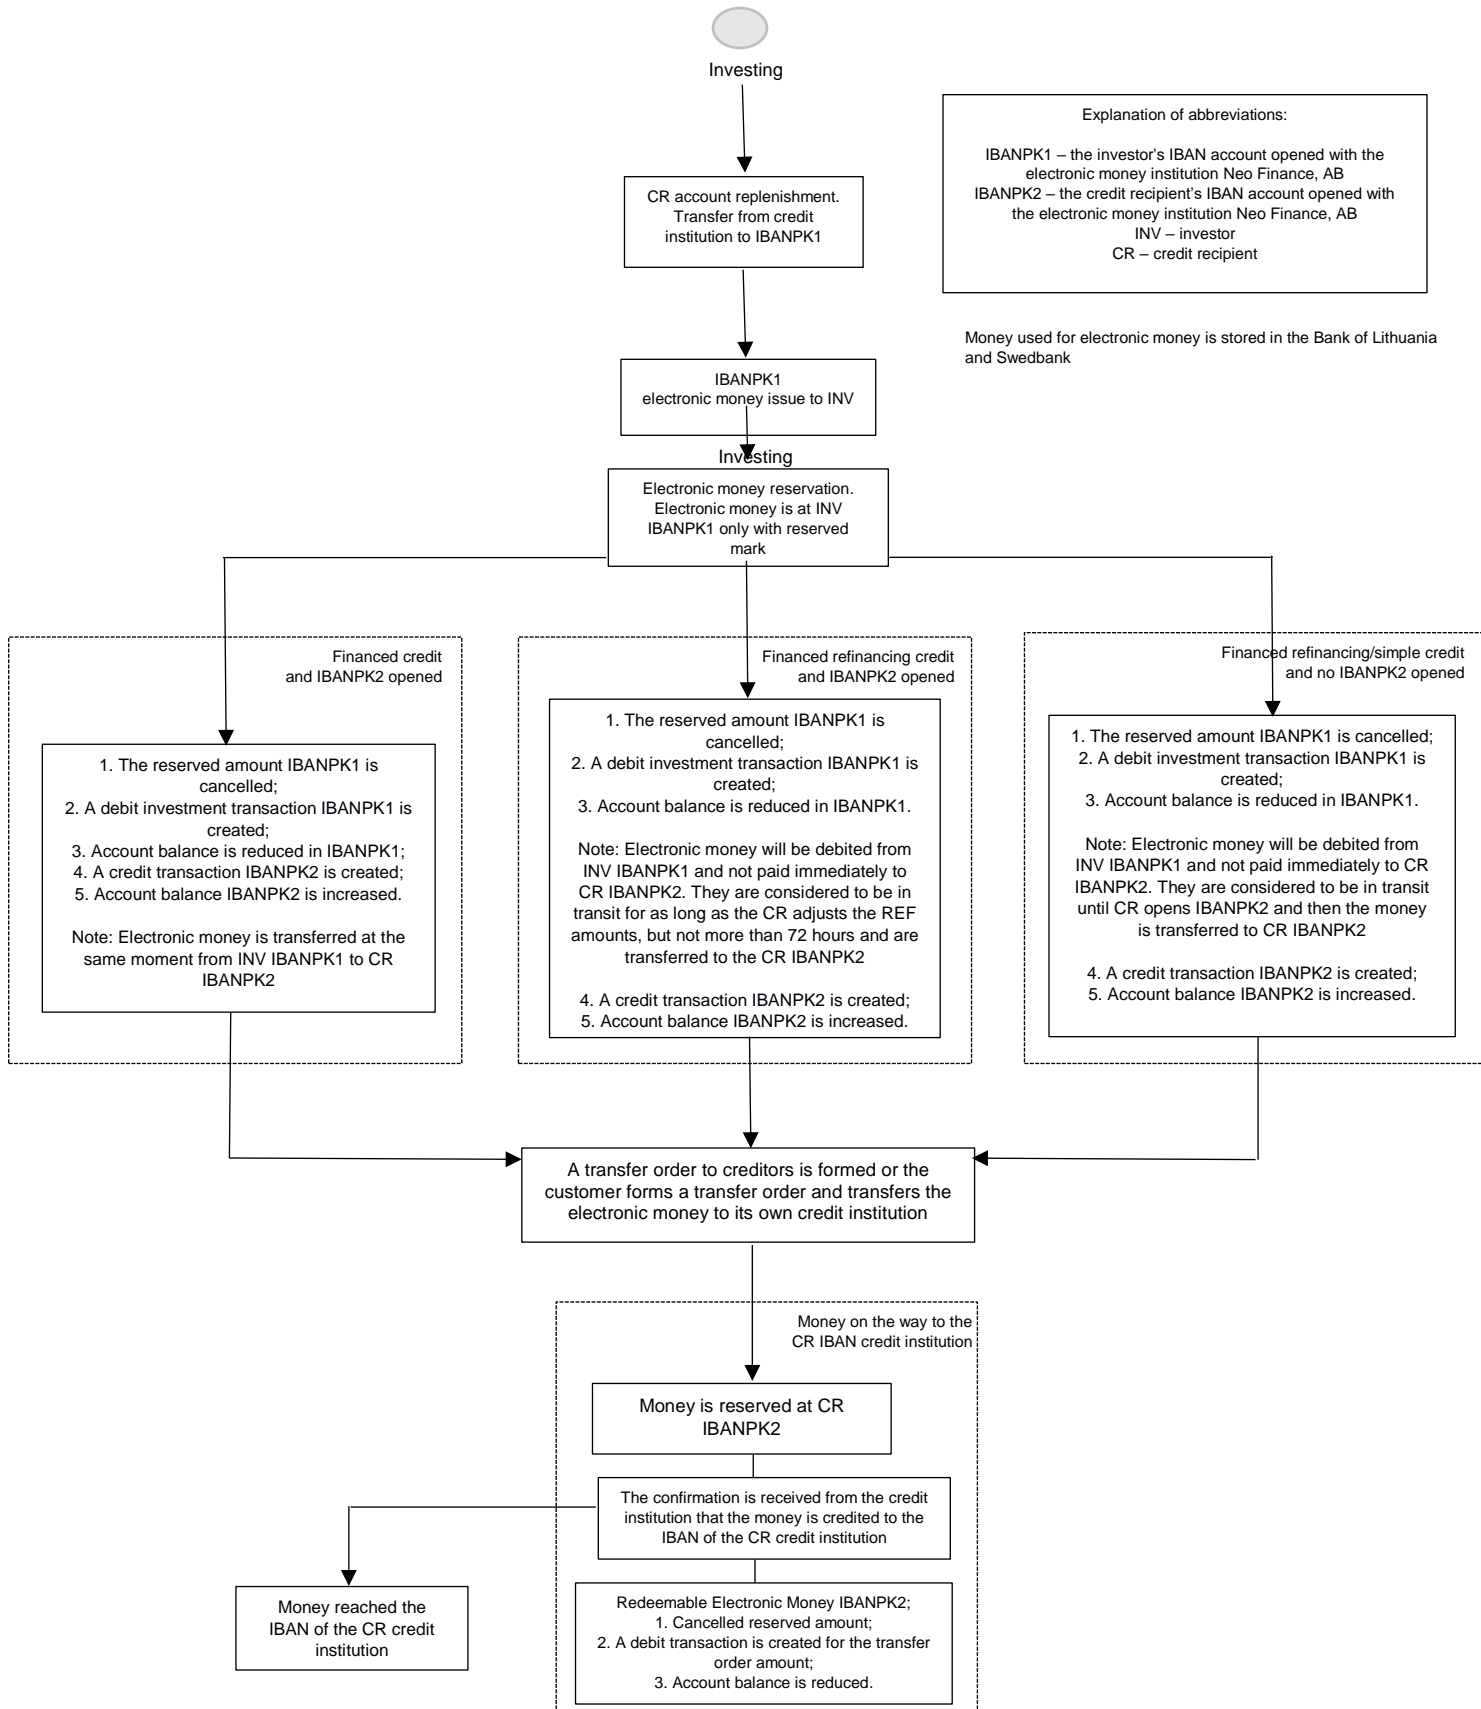 Investing
Explanation of abbreviations:
IBANPK1 – the investor's IBAN account opened with the
electronic money institution Neo Finance, AB
IBANPK2 – the credit recipient's IBAN account opened with
the electronic money institution Neo Finance, AB
INV – investor
CR – credit recipient
CR account replenishment.
Transfer from credit
institution to IBANPK1
Money used for electronic money is stored in the Bank of Lithuania
and Swedbank
IBANPK1
electronic money issue to INV
Investing
Electronic money reservation.
Electronic money is at INV
IBANPK1 only with reserved
mark
Financed credit
and IBANPK2 opened
1. The reserved amount IBANPK1 is
cancelled;
2. A debit investment transaction IBANPK1 is
created;
3. Account balance is reduced in IBANPK1;
4. A credit transaction IBANPK2 is created;
5. Account balance IBANPK2 is increased.
Note: Electronic money is transferred at the
same moment from INV IBANPK1 to CR
IBANPK2
Financed refinancing credit
and IBANPK2 opened
1. The reserved amount IBANPK1 is
cancelled;
2. A debit investment transaction IBANPK1 is
created;
3. Account balance is reduced in IBANPK1.
Note: Electronic money will be debited from
INV IBANPK1 and not paid immediately to
CR IBANPK2. They are considered to be in
transit for as long as the CR adjusts the REF
amounts, but not more than 72 hours and are
transferred to the CR IBANPK2
4. A credit transaction IBANPK2 is created;
5. Account balance IBANPK2 is increased.
Financed refinancing/simple credit
and no IBANPK2 opened
1. The reserved amount IBANPK1 is cancelled;
2. A debit investment transaction IBANPK1 is
created;
3. Account balance is reduced in IBANPK1.
Note: Electronic money will be debited from
INV IBANPK1 and not paid immediately to CR
IBANPK2. They are considered to be in transit
until CR opens IBANPK2 and then the money
is transferred to CR IBANPK2
4. A credit transaction IBANPK2 is created;
5. Account balance IBANPK2 is increased.
A transfer order to creditors is formed or the
customer forms a transfer order and transfers the
electronic money to its own credit institution
Money on the way to the
CR IBAN credit institution
Money is reserved at CR
IBANPK2
The confirmation is received from the credit
institution that the money is credited to the
IBAN of the CR credit institution
Money reached the
IBAN of the CR credit
institution
Redeemable Electronic Money IBANPK2;
1. Cancelled reserved amount;
2. A debit transaction is created for the transfer
order amount;
3. Account balance is reduced.